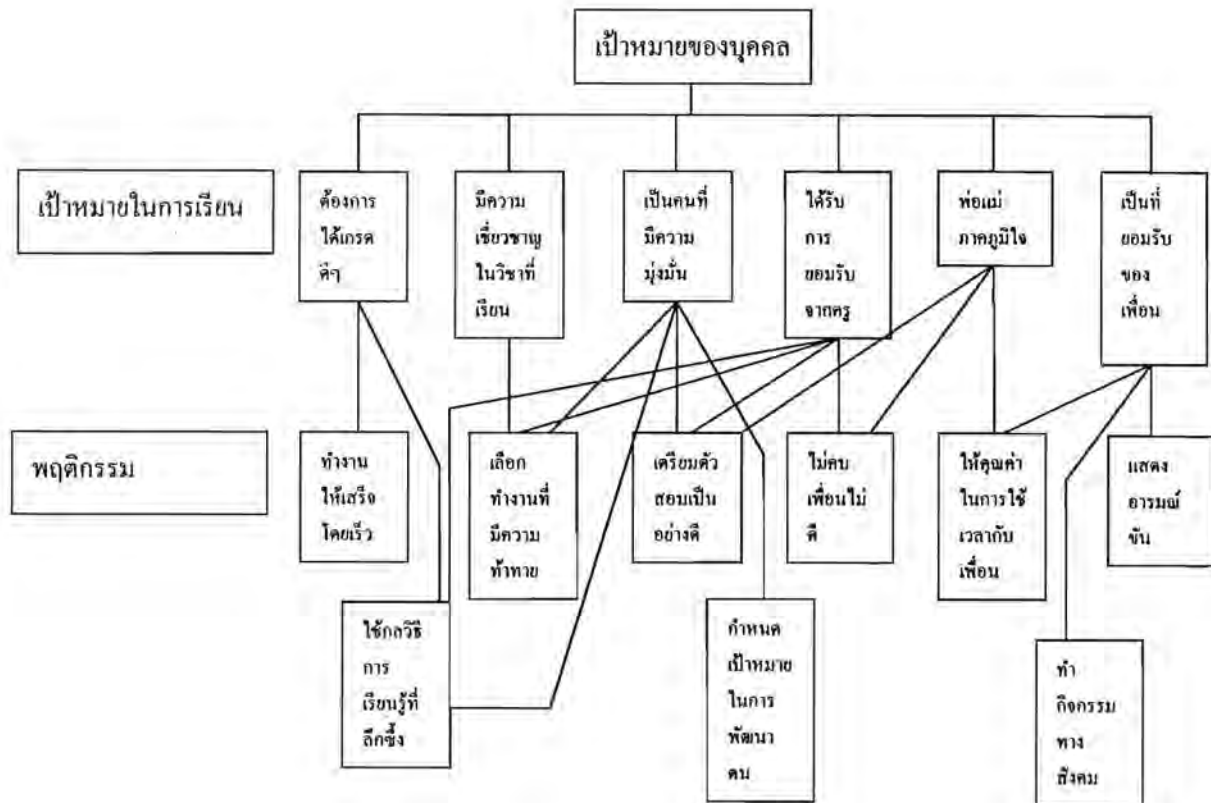 เป้าหมายของบุคคล
เป้าหมายในการเรียน
ต้องการ
ได้เกรด
ดีๆ
มีความ
เชี่ยวชาญ
ในวิชาที่
เรียน
เป็นคนที่
มีความ
มุ่งมั่น
ได้รับ
การ
ยอมรับ
จากครู
พ่อแม่
ภาคภูมิใจ
เป็นที่
ยอมรับ
ของ
เพื่อน
พฤติกรรม
ทำงาน
ให้เสร็จ
โดยเร็ว
เลือก
ทำงานที่
มีความ
ท้าทาย
เตรียมตัว
สอบเป็น
อย่างดี
ไม่คบ
เพื่อนไม่
ดี
ให้คุณค่า
ในการใช้
เวลากับ
เพื่อน
แสดง
อารมณ์
ขัน
ใช้กลวิธี
การ
เรียนรู้ที่
ลึกซึ้ง
กำหนด
เป้าหมาย
ในการ
พัฒนา
ตน
ทำ
กิจกรรม
ทาง
สังคม